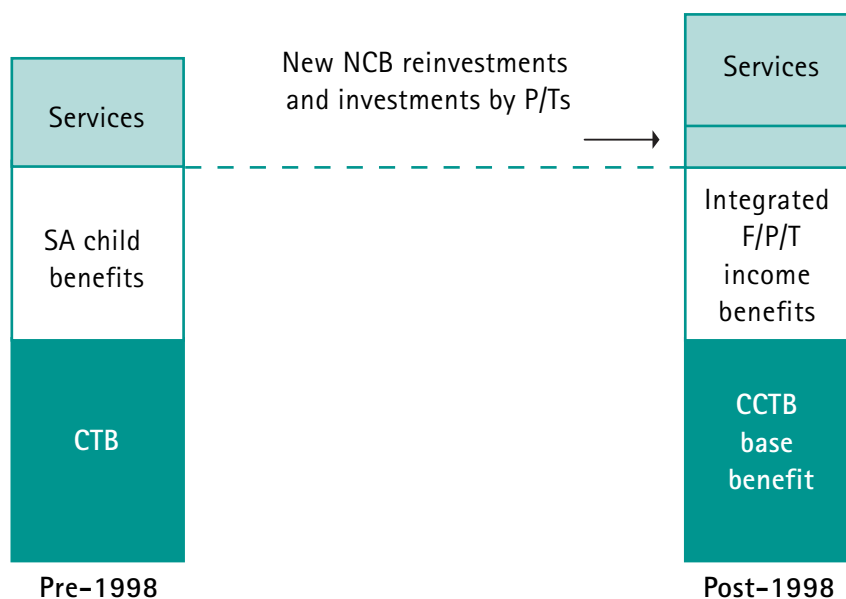 New NCB reinvestments
and investments by P/Ts
Services
SA child
benefits
CTB
Pre-1998
Services
Integrated
F/P/T
income
benefits
CCTB
base
benefit
Post-1998